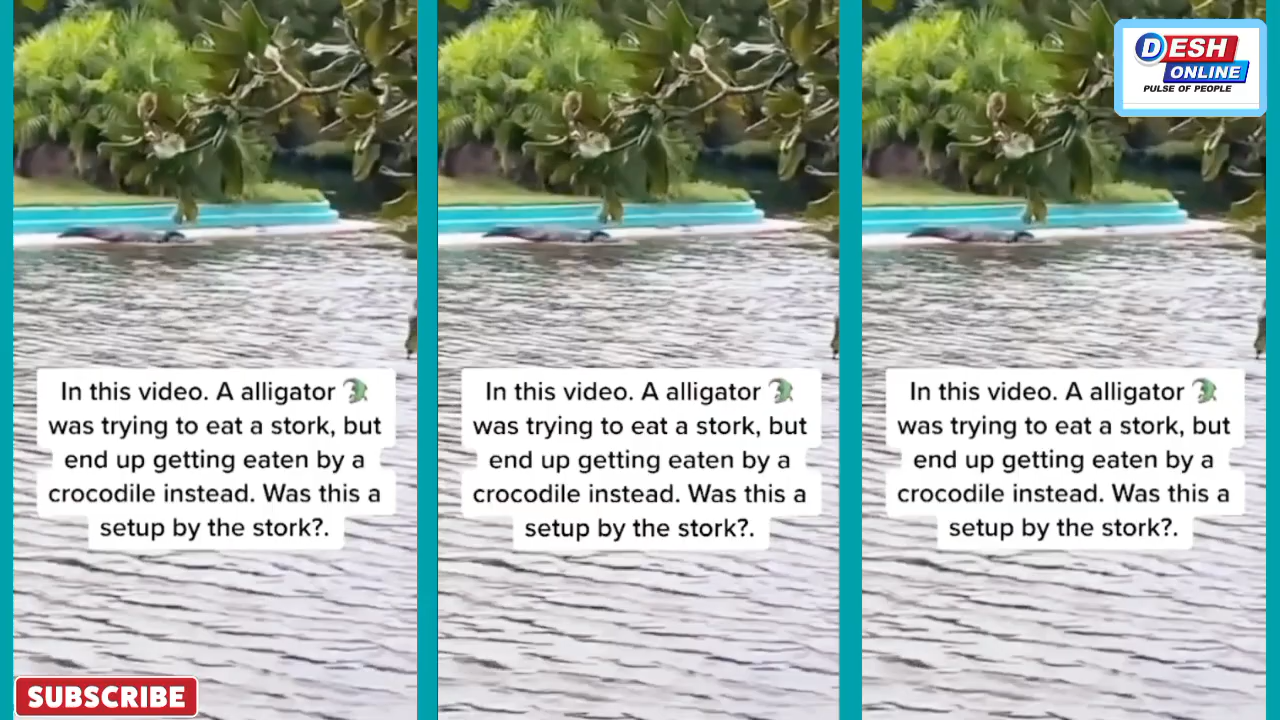 DESH
ONLINE
PULSE OF PEOPLE
In this video. A alligator 🐊
was trying to eat a stork, but
end up getting eaten by a
crocodile instead. Was this a
setup by the stork?.
In this video. A alligator 🐊
was trying to eat a stork, but
end up getting eaten by a
crocodile instead. Was this a
setup by the stork?.
In this video. A alligator 🐊
was trying to eat a stork, but
end up getting eaten by a
crocodile instead. Was this a
setup by the stork?.
SUBSCRIBE